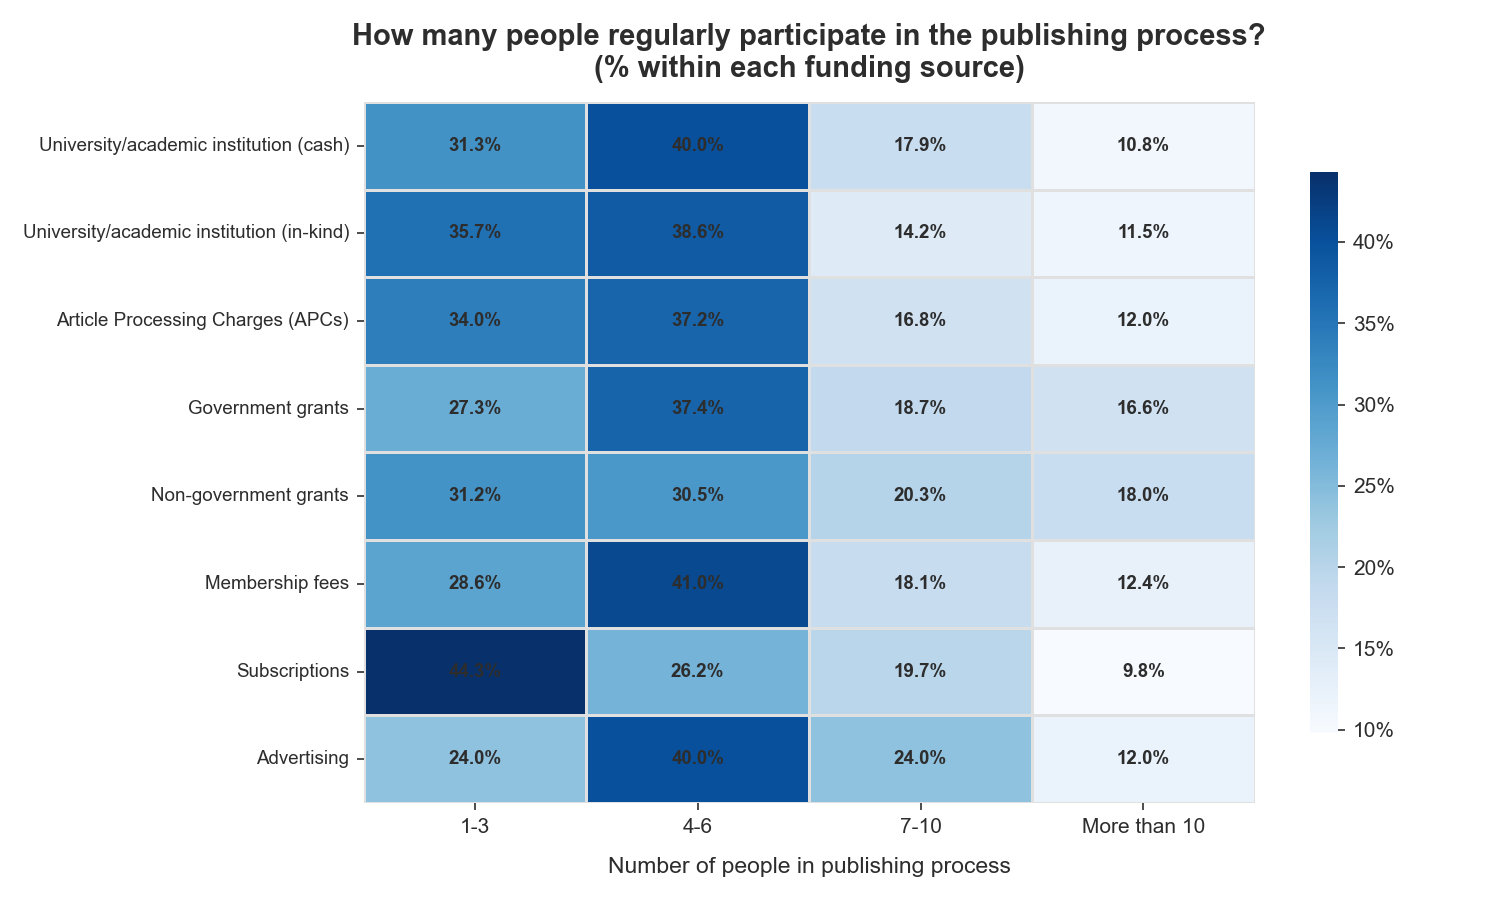 How many people regularly participate in the publishing process?
(% within each funding source)
University/academic institution (cash) 31.3% 40.0% 17.9% 10.8%
University/academic institution (in-kind) 35.7% 38.6% 14.2% 11.5%
Article Processing Charges (APCs) 34.0% 37.2% 16.8% 12.0%
Government grants 27.3% 37.4% 18.7% 16.6%
Non-government grants 31.2% 30.5% 20.3% 18.0%
Membership fees 28.6% 41.0% 18.1% 12.4%
Subscriptions 44.3% 26.2% 19.7% 9.8%
Advertising 24.0% 40.0% 24.0% 12.0%
1-3 4-6 7-10 More than 10
Number of people in publishing process
40%
35%
30%
25%
20%
15%
10%